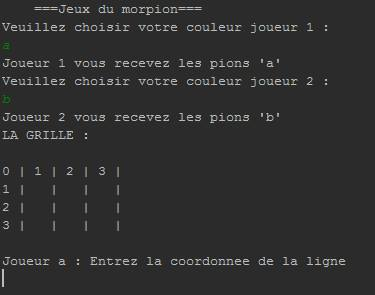 ===Jeux du morpion===
Veuillez choisir votre couleur joueur 1 :
a
Joueur 1 vous recevez les pions 'a'
Veuillez choisir votre couleur joueur 2 :
b
Joueur 2 vous recevez les pions 'b'
LA GRILLE :
0 | 1 | 2 | 3 |
1 |   |   |   |
2 |   |   |   |
3 |   |   |   |
Joueur a : Entrez la coordonnee de la ligne